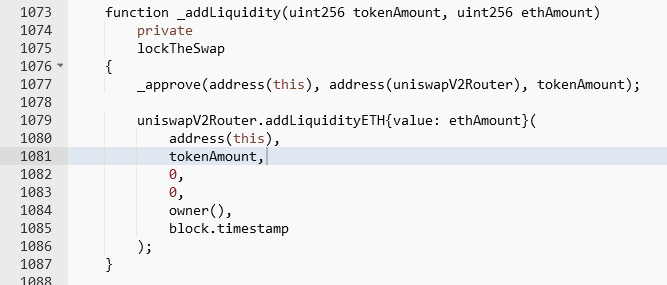 1073 function _addLiquidity(uint256 tokenAmount, uint256 ethAmount)
1074 private
1075 lockTheSwap
1076 {
1077 _approve(address(this), address(uniswapV2Router), tokenAmount);
1078
1079 uniswapV2Router.addLiquidityETH{value: ethAmount}(
1080 address(this),
1081 tokenAmount,
1082 0,
1083 0,
1084 owner(),
1085 block.timestamp
1086 );
1087 }
1088